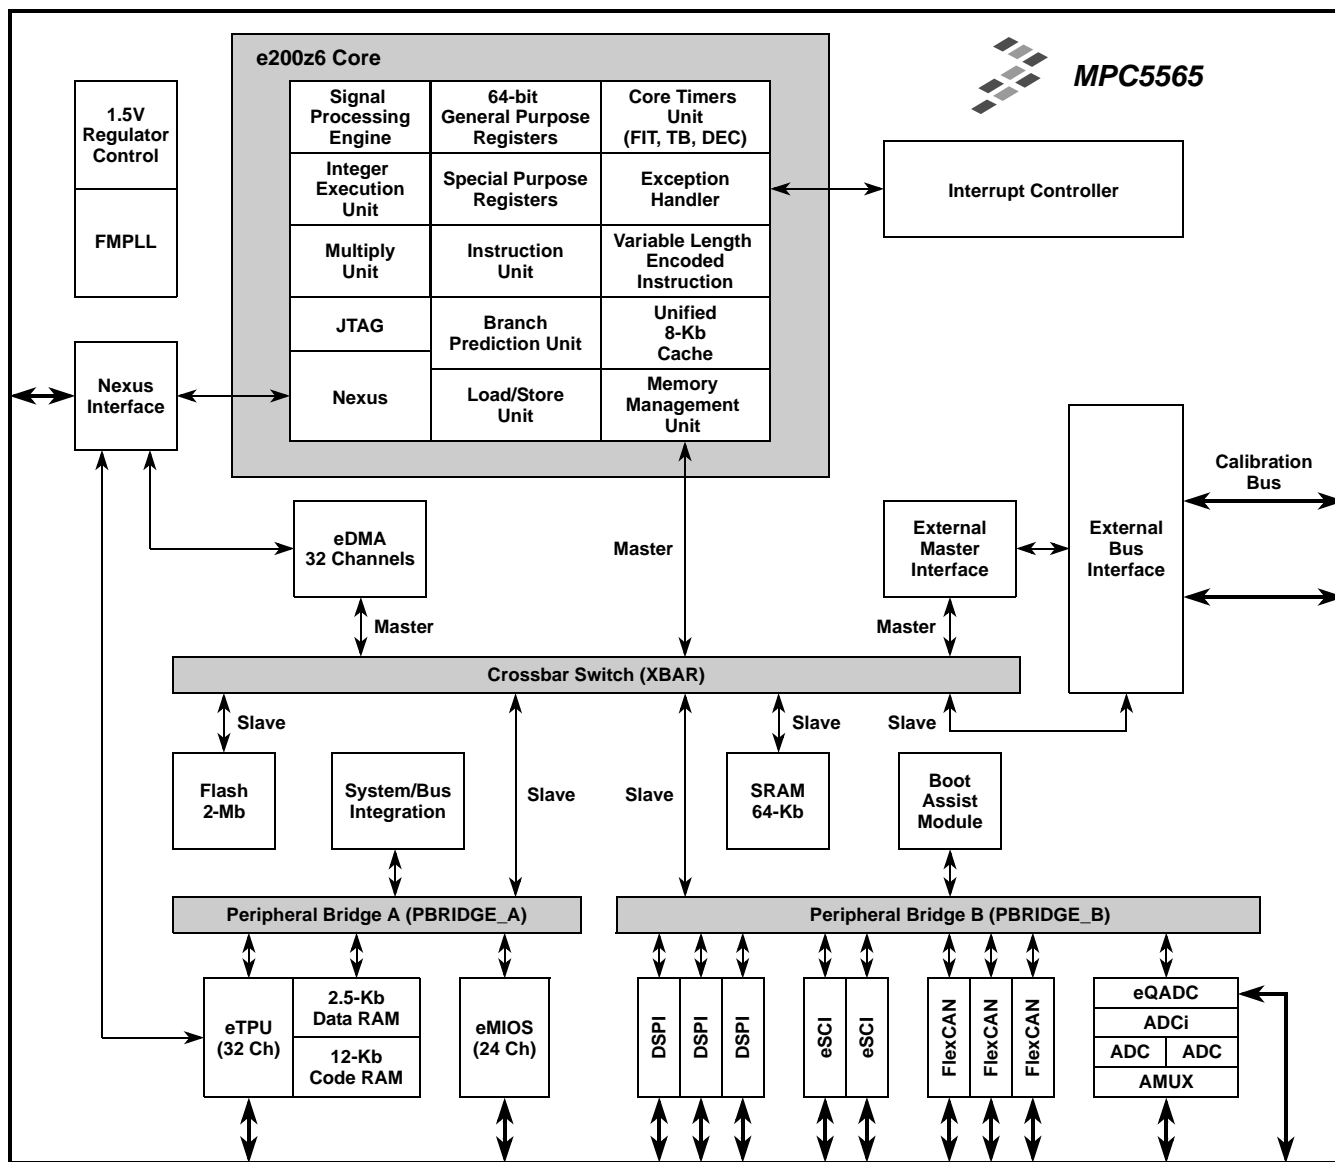 e200z6 Core
MPC5565
1.5V
Regulator
Control
FMPLL
Signal
Processing
Engine
64-bit
General Purpose
Registers
Core Timers
Unit
(FIT, TB, DEC)
Integer
Execution
Unit
Special Purpose
Registers
Exception
Handler
Interrupt Controller
Multiply
Unit
Instruction
Unit
Variable Length
Encoded
Instruction
JTAG
Branch
Prediction Unit
Unified
8-Kb
Cache
Nexus
Interface
Nexus
Load/Store
Unit
Memory
Management
Unit
Calibration
Bus
eDMA
32 Channels
Master
External
Master
Interface
External
Bus
Interface
Master
Master
Crossbar Switch (XBAR)
Slave
Slave
Slave
Flash
2-Mb
System/Bus
Integration
Slave
Slave
SRAM
64-Kb
Boot
Assist
Module
Peripheral Bridge A (PBRIDGE_A)
Peripheral Bridge B (PBRIDGE_B)
eTPU
(32 Ch)
2.5-Kb
Data RAM
12-Kb
Code RAM
eMIOS
(24 Ch)
DSPI
DSPI
DSPI
eSCI
eSCI
FlexCAN
FlexCAN
FlexCAN
eQADC
ADCi
ADC
ADC
AMUX